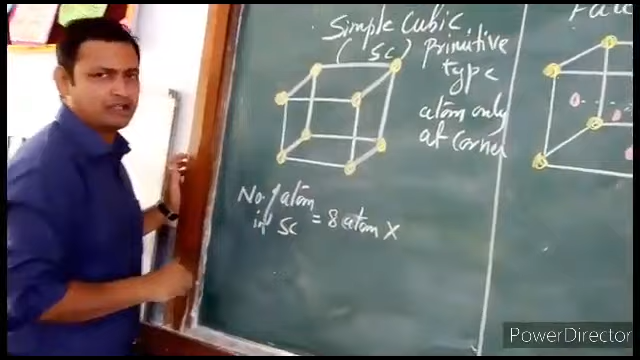 Simple Cubic
(SC) Primitive
type
atom only
at corner
No. of atom
in SC = 8 atom X
PowerDirector